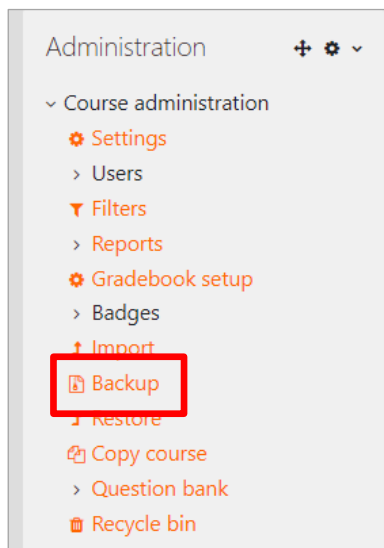 Administration
Course administration
Settings
Users
Filters
Reports
Gradebook setup
Badges
Import
Backup
Restore
Copy course
Question bank
Recycle bin